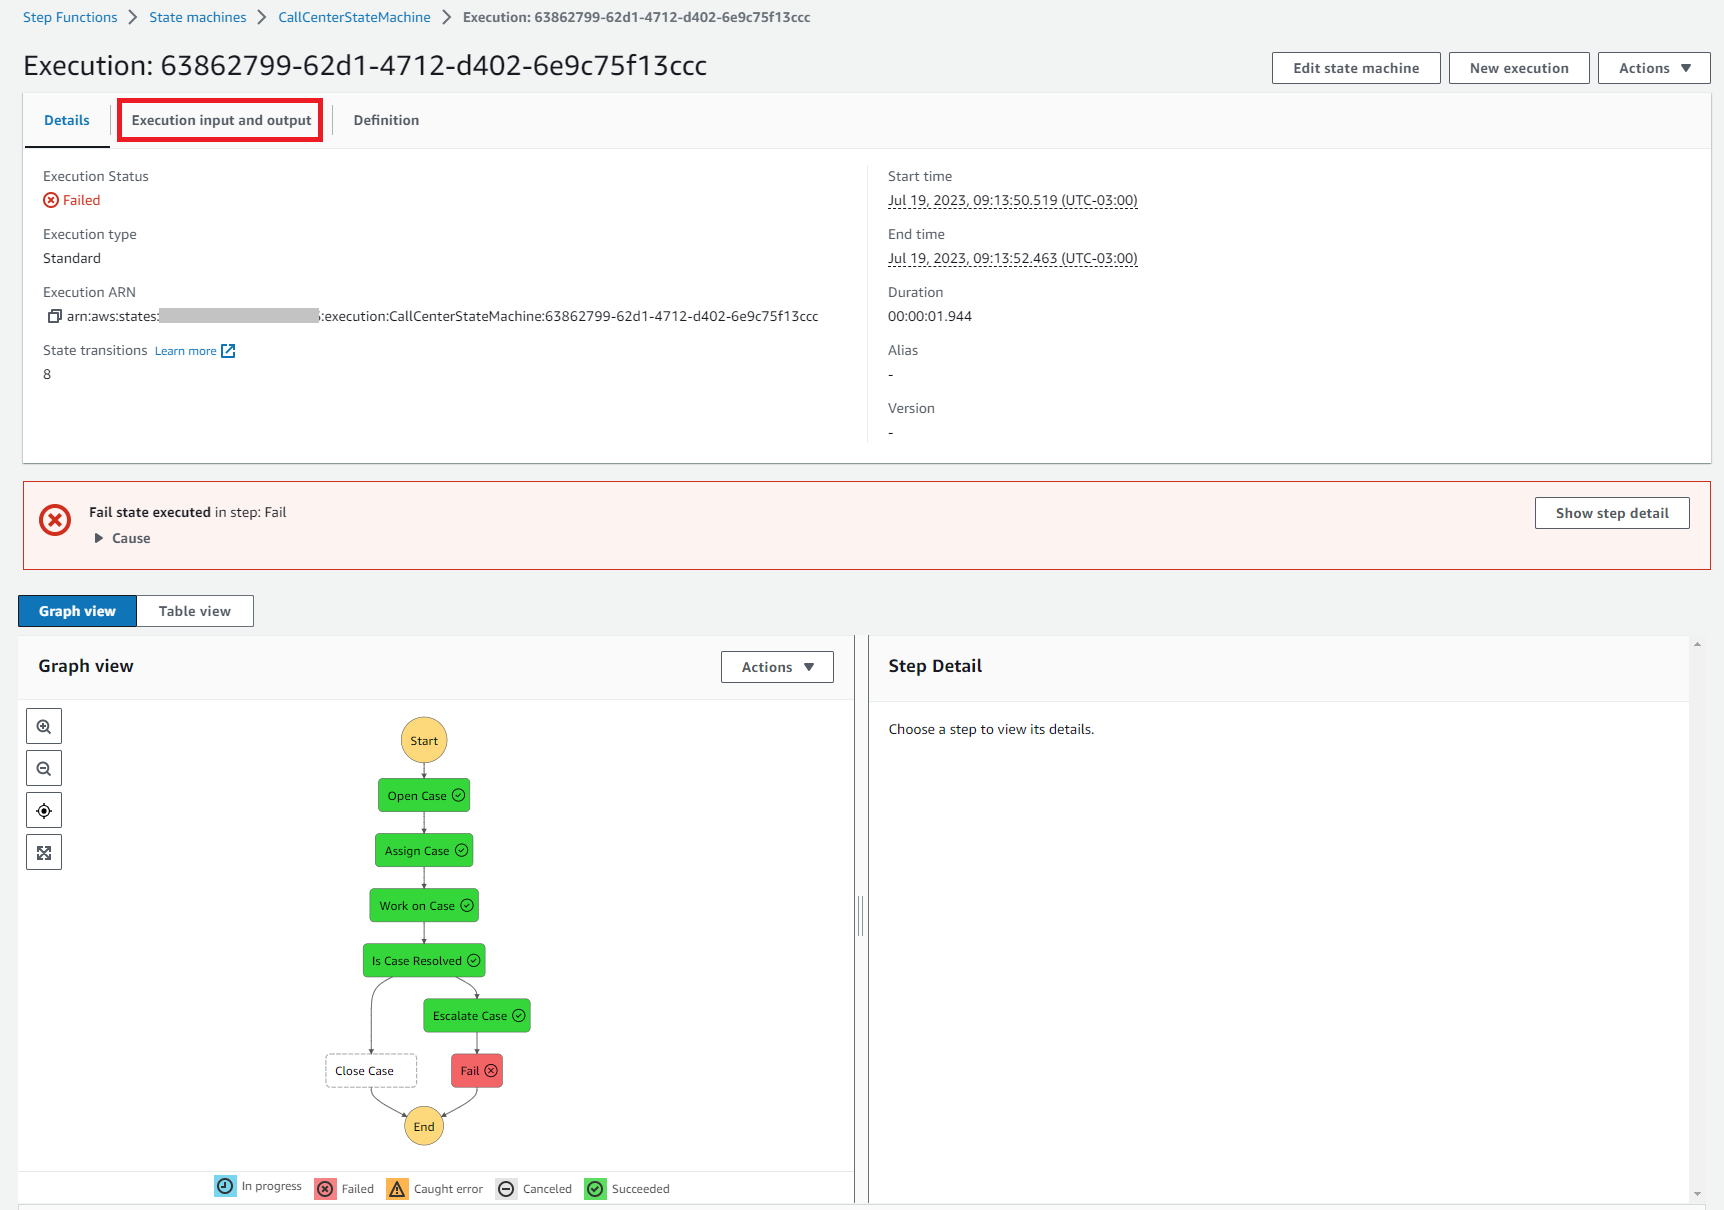 Step Functions > State machines > CallCenterStateMachine > Execution: 63862799-62d1-4712-d402-6e9c75f13ccc
Execution: 63862799-62d1-4712-d402-6e9c75f13ccc
Edit state machine
New execution
Actions
Details
Execution input and output
Definition
Execution Status
Failed
Execution type
Standard
Execution ARN
arn:aws:states: :execution:CallCenterStateMachine:63862799-62d1-4712-d402-6e9c75f13ccc
State transitions Learn more
8
Start time
Jul 19, 2023, 09:13:50.519 (UTC-03:00)
End time
Jul 19, 2023, 09:13:52.463 (UTC-03:00)
Duration
00:00:01.944
Alias
-
Version
-
Fail state executed in step: Fail
Cause
Show step detail
Graph view
Table view
Graph view
Actions
Start
Open Case
Assign Case
Work on Case
Is Case Resolved
Escalate Case
Close Case
Fail
End
In progress
Failed
Caught error
Canceled
Succeeded
Step Detail
Choose a step to view its details.